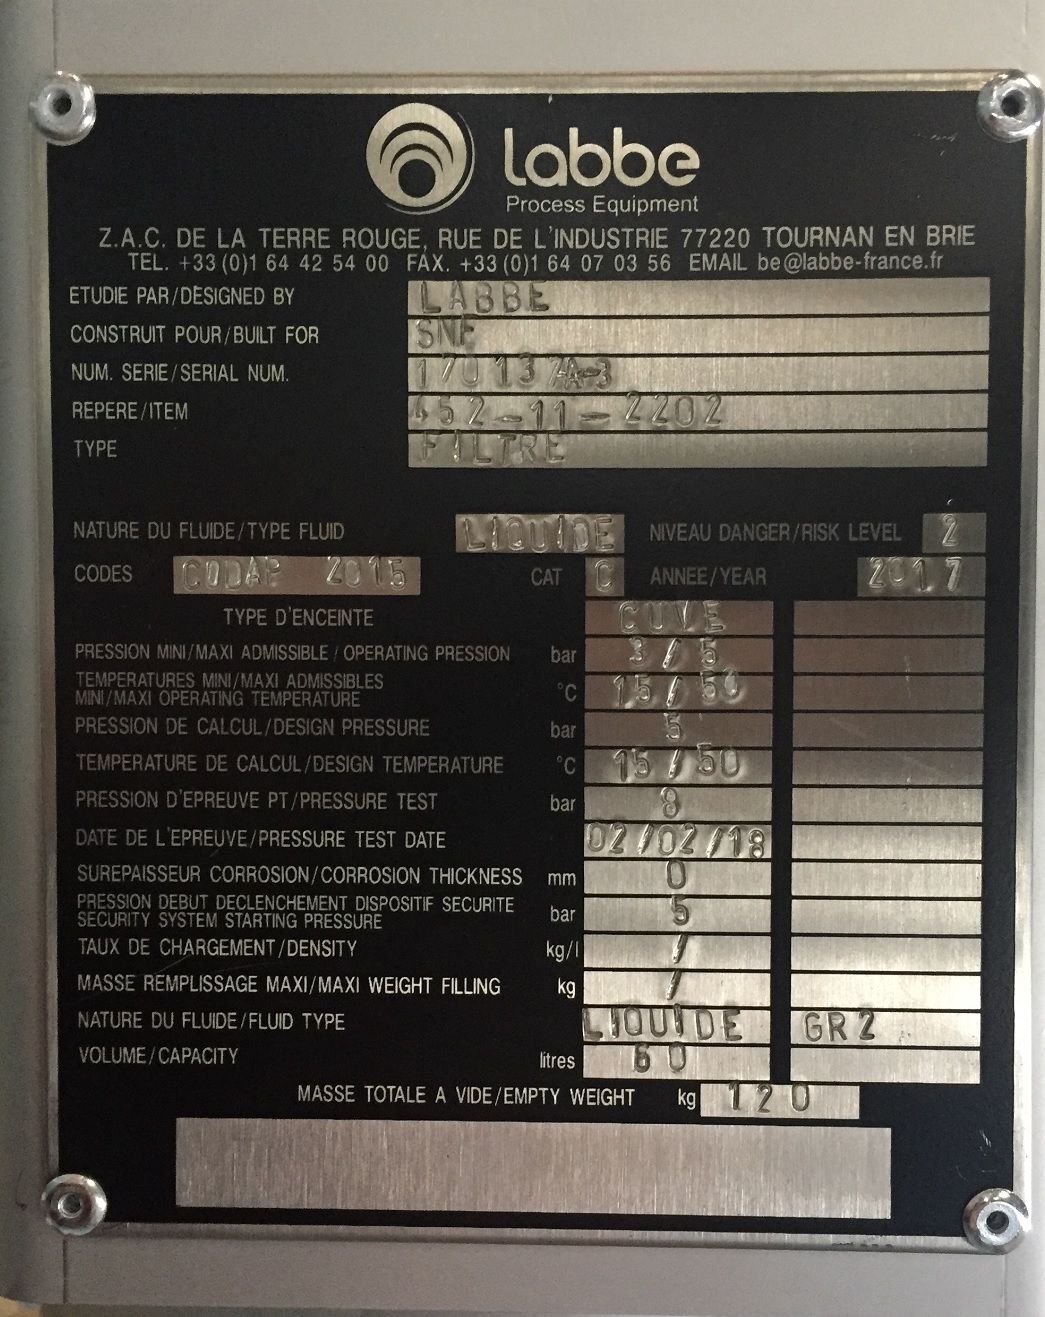 Labbe
Process Equipment
Z.A.C. DE LA TERRE ROUGE, RUE DE L'INDUSTRIE 77220 TOURNAN EN BRIE
TEL. +33 (0)1 64 42 54 00 FAX. +33 (0)1 64 07 03 56 EMAIL be@labbe-france.fr
ETUDIE PAR/DESIGNED BY LABBE
CONSTRUIT POUR/BUILT FOR SNF
NUM. SERIE/SERIAL NUM. 170137A-3
REPERE/ITEM 452-11-2202
TYPE FILTRE
NATURE DU FLUIDE/TYPE FLUID LIQUIDE NIVEAU DANGER/RISK LEVEL 2
CODES CODAP 2015 CAT C ANNEE/YEAR 2017
TYPE D'ENCEINTE CUVE
PRESSION MINI/MAXI ADMISSIBLE / OPERATING PRESSION bar 3/5
TEMPERATURES MINI/MAXI ADMISSIBLES
MINI/MAXI OPERATING TEMPERATURE °C 15/50
PRESSION DE CALCUL/DESIGN PRESSURE bar 5
TEMPERATURE DE CALCUL/DESIGN TEMPERATURE °C 15/50
PRESSION D'EPREUVE PT/PRESSURE TEST bar 8
DATE DE L'EPREUVE/PRESSURE TEST DATE 02/02/18
SUREPAISSEUR CORROSION/CORROSION THICKNESS mm 0
PRESSION DEBUT DECLENCHEMENT DISPOSITIF SECURITE
SECURITY SYSTEM STARTING PRESSURE bar 5
TAUX DE CHARGEMENT/DENSITY kg/l /
MASSE REMPLISSAGE MAXI/MAXI WEIGHT FILLING kg /
NATURE DU FLUIDE/FLUID TYPE LIQUIDE GR2
VOLUME/CAPACITY litres 60
MASSE TOTALE A VIDE/EMPTY WEIGHT kg 120